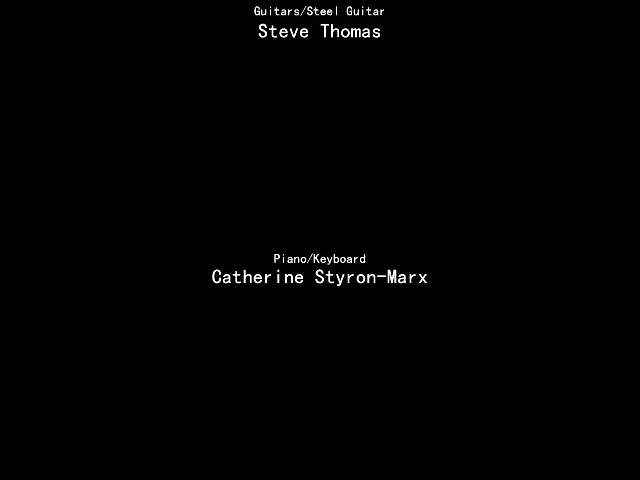 Guitars/Steel Guitar
Steve Thomas
Piano/Keyboard
Catherine Styron-Marx